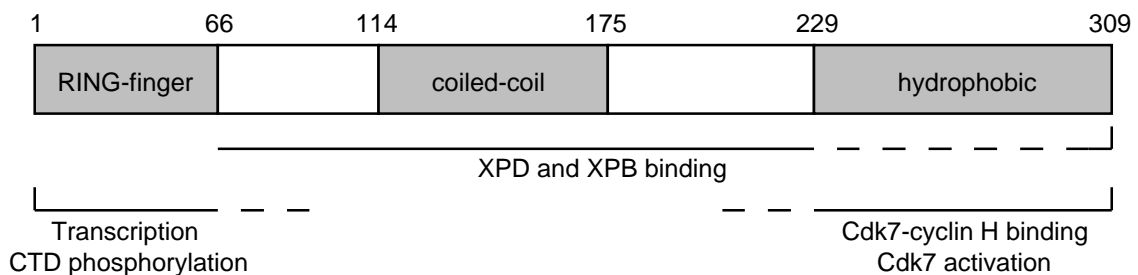 1 66 114 175 229 309
RING-finger coiled-coil hydrophobic
XPD and XPB binding
Transcription Cdk7-cyclin H binding
CTD phosphorylation Cdk7 activation